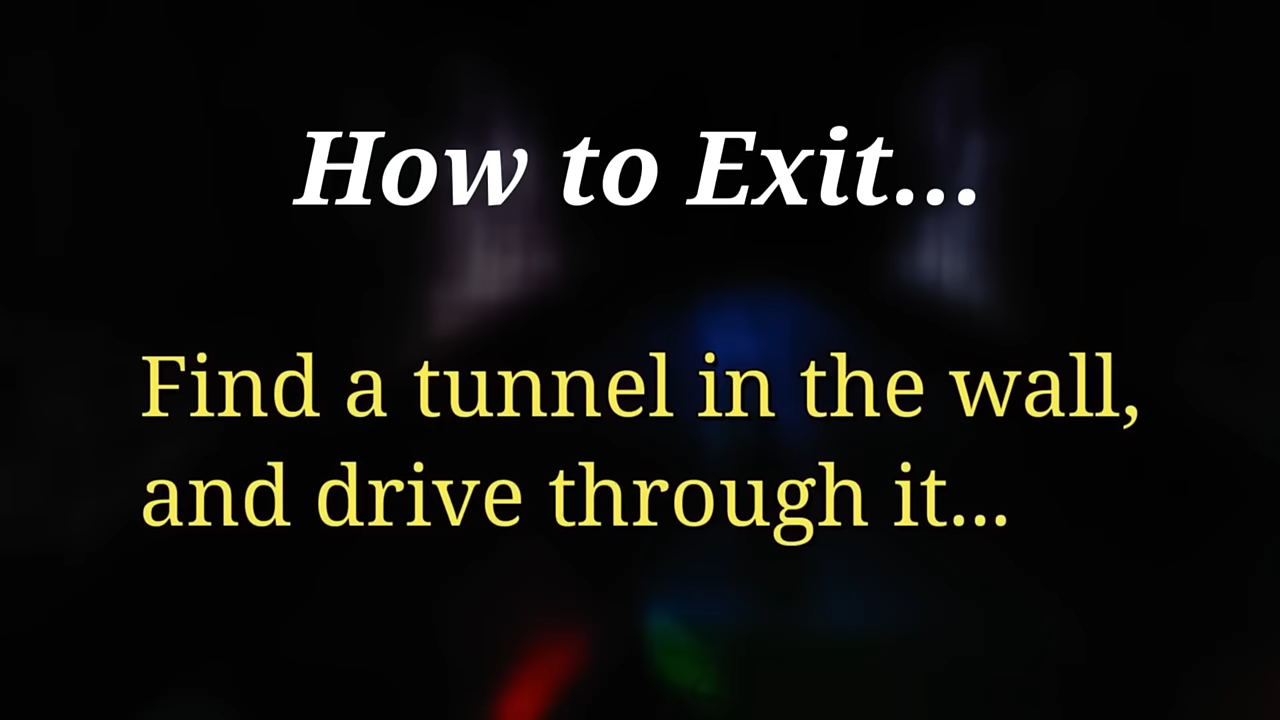 How to Exit...
Find a tunnel in the wall,
and drive through it...